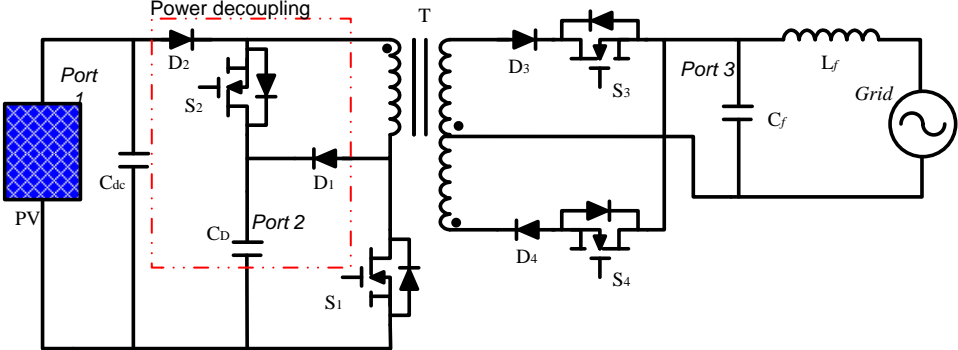 Power decoupling
T
Port 1
D2
D3
S3
Port 3
Lf
S2
Grid
Cf
Cdc
D1
PV
CD
Port 2
D4
S4
S1